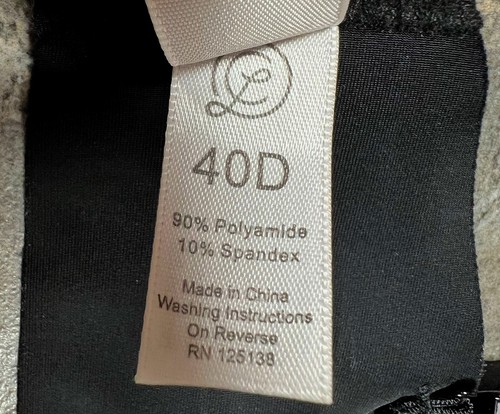 40D
90% Polyamide
10% Spandex
Made in China
Washing Instructions
On Reverse
RN 125138